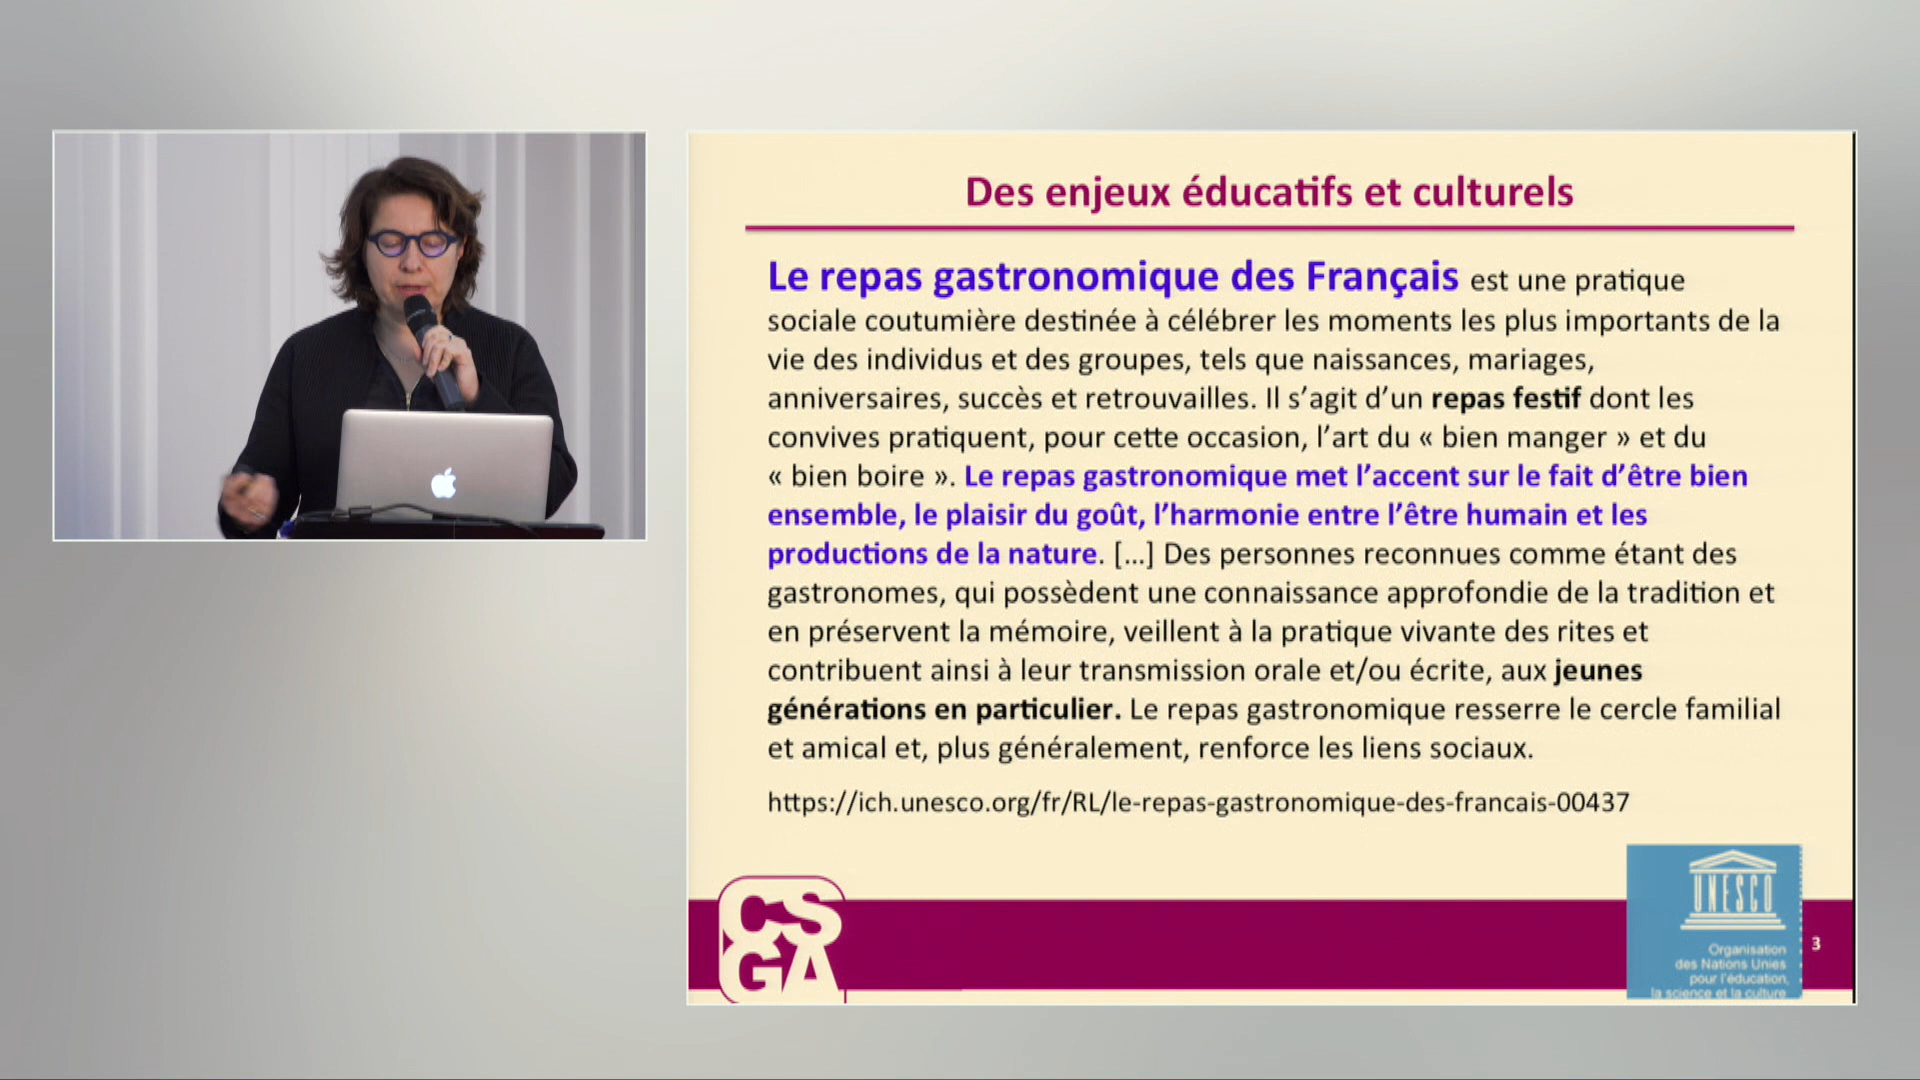 Des enjeux éducatifs et culturels
Le repas gastronomique des Français est une pratique
sociale coutumière destinée à célébrer les moments les plus importants de la
vie des individus et des groupes, tels que naissances, mariages,
anniversaires, succès et retrouvailles. Il s’agit d’un repas festif dont les
convives pratiquent, pour cette occasion, l’art du « bien manger » et du
« bien boire ». Le repas gastronomique met l’accent sur le fait d’être bien
ensemble, le plaisir du goût, l’harmonie entre l’être humain et les
productions de la nature. [...] Des personnes reconnues comme étant des
gastronomes, qui possèdent une connaissance approfondie de la tradition et
en préservent la mémoire, veillent à la pratique vivante des rites et
contribuent ainsi à leur transmission orale et/ou écrite, aux jeunes
générations en particulier. Le repas gastronomique resserre le cercle familial
et amical et, plus généralement, renforce les liens sociaux.
https://ich.unesco.org/fr/RL/le-repas-gastronomique-des-francais-00437
CS
GA
UNESCO
Organisation
des Nations Unies
pour l'éducation,
la science et la culture
3